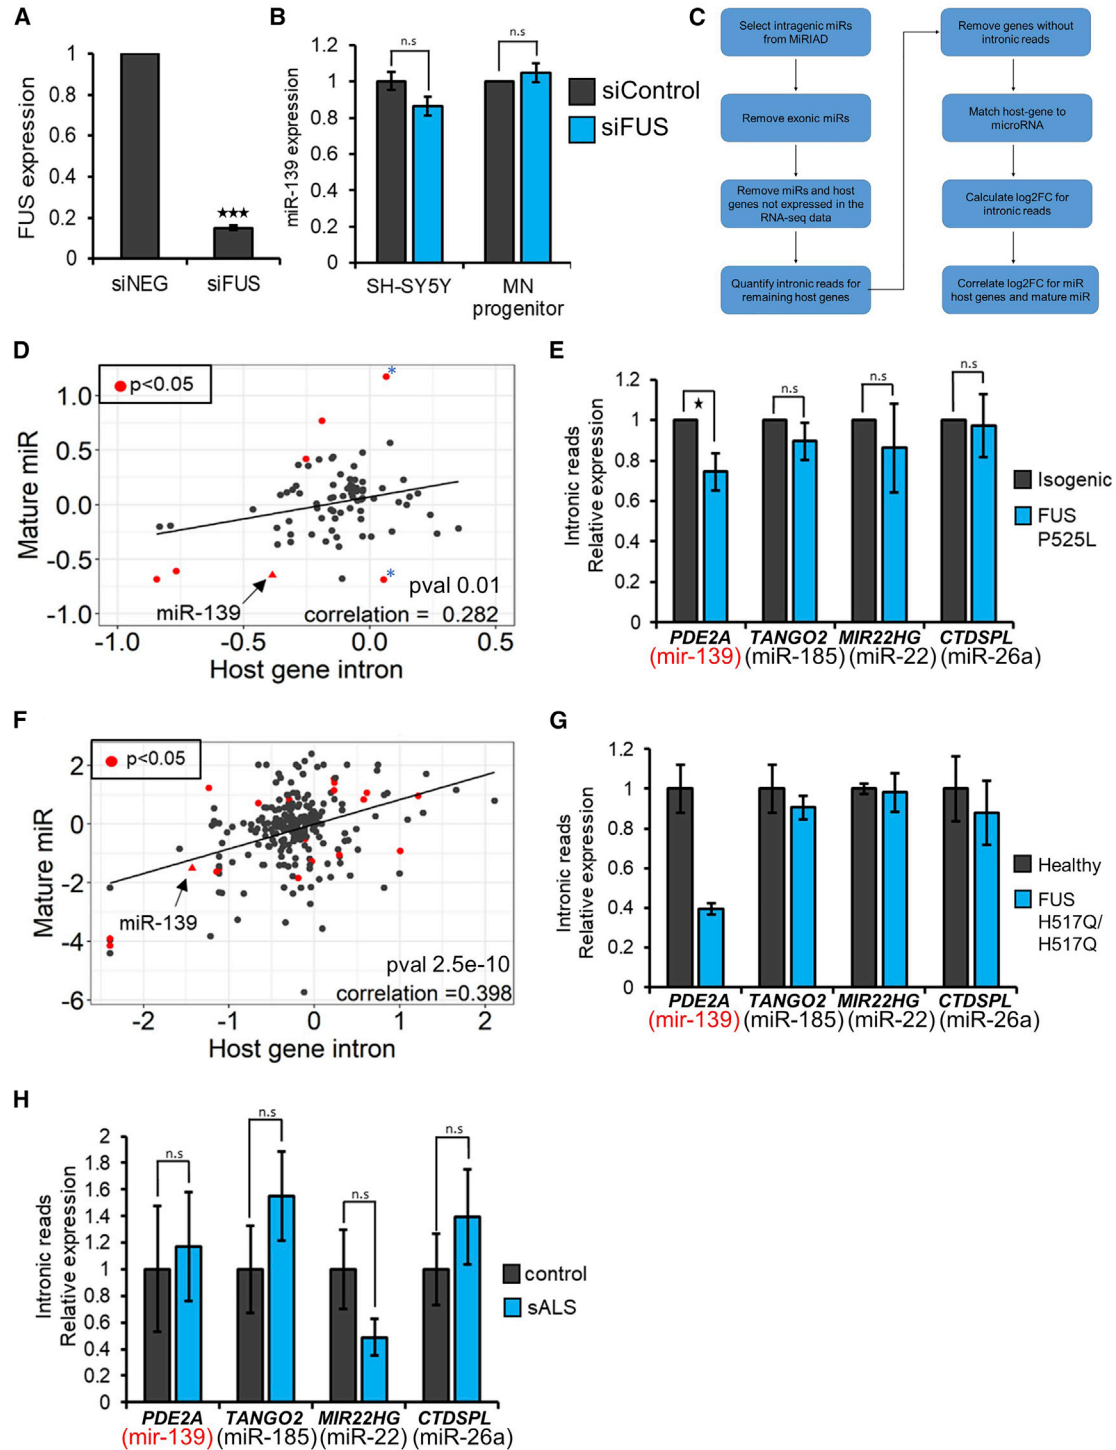 A
FUS expression
1
0.8
0.6
0.4
0.2
0
★★★
siNEG
siFUS
B
miR-139 expression
1.2
1
0.8
0.6
0.4
0.2
0
n.s
n.s
SH-SY5Y
MN
progenitor
siControl
siFUS
C
Select intragenic miRs
from MiRIAD
Remove exonic miRs
Remove miRs and host
genes not expressed in the
RNA-seq data
Quantify intronic reads for
remaining host genes
Remove genes without
intronic reads
Match host-gene to
microRNA
Calculate log2FC for
intronic reads
Correlate log2FC for miR
host genes and mature miR
D
p<0.05
Mature miR
1.0
0.5
0.0
-0.5
-1.0
*
*
miR-139
pval 0.01
correlation = 0.282
-1.0
-0.5
0.0
0.5
Host gene intron
E
Intronic reads
Relative expression
1.2
1
0.8
0.6
0.4
0.2
0
★
n.s
n.s
n.s
PDE2A
TANGO2
MIR22HG
CTDSPL
(mir-139)
(miR-185)
(miR-22)
(miR-26a)
Isogenic
FUS
P525L
F
p<0.05
Mature miR
2
0
-2
-4
-6
miR-139
pval 2.5e-10
correlation =0.398
-2
-1
0
1
2
Host gene intron
G
Intronic reads
Relative expression
1.2
1
0.8
0.6
0.4
0.2
0
PDE2A
TANGO2
MIR22HG
CTDSPL
(mir-139)
(miR-185)
(miR-22)
(miR-26a)
Healthy
FUS
H517Q/
H517Q
H
Intronic reads
Relative expression
2
1.8
1.6
1.4
1.2
1
0.8
0.6
0.4
0.2
0
n.s
n.s
n.s
n.s
PDE2A
TANGO2
MIR22HG
CTDSPL
(mir-139)
(miR-185)
(miR-22)
(miR-26a)
control
sALS